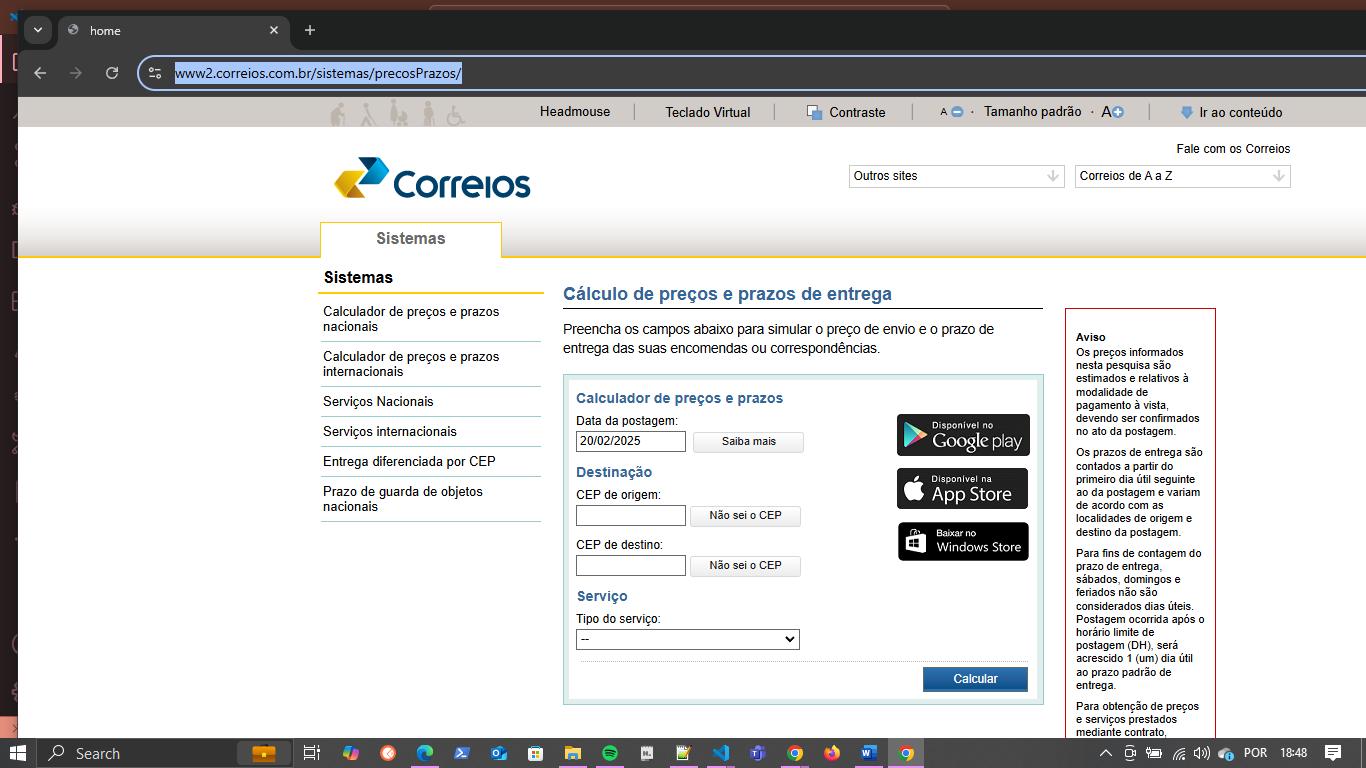 home
www2.correios.com.br/sistemas/precosPrazos/
Headmouse
Teclado Virtual
Contraste
A
Tamanho padrão
A
Ir ao conteúdo
Fale com os Correios
Correios
Outros sites
Correios de A a Z
Sistemas
Sistemas
Calculador de preços e prazos
nacionais
Calculador de preços e prazos
internacionais
Serviços Nacionais
Serviços internacionais
Entrega diferenciada por CEP
Prazo de guarda de objetos
nacionais
Cálculo de preços e prazos de entrega
Preencha os campos abaixo para simular o preço de envio e o prazo de
entrega das suas encomendas ou correspondências.
Calculador de preços e prazos
Data da postagem:
20/02/2025
Saiba mais
Destinação
CEP de origem:
Não sei o CEP
CEP de destino:
Não sei o CEP
Serviço
Tipo do serviço:
--
Calcular
Disponível no
Google play
Disponível na
App Store
Baixar no
Windows Store
Aviso
Os preços informados
nesta pesquisa são
estimados e relativos à
modalidade de
pagamento à vista,
devendo ser confirmados
no ato da postagem.
Os prazos de entrega são
contados a partir do
primeiro dia útil seguinte
ao da postagem e variam
de acordo com as
localidades de origem e
destino da postagem.
Para fins de contagem do
prazo de entrega,
sábados, domingos e
feriados não são
considerados dias úteis.
Postagem ocorrida após o
horário limite de
postagem (DH), será
acrescido 1 (um) dia útil
ao prazo padrão de
entrega.
Para obtenção de preços
e serviços prestados
mediante contrato,
Search
POR
18:48